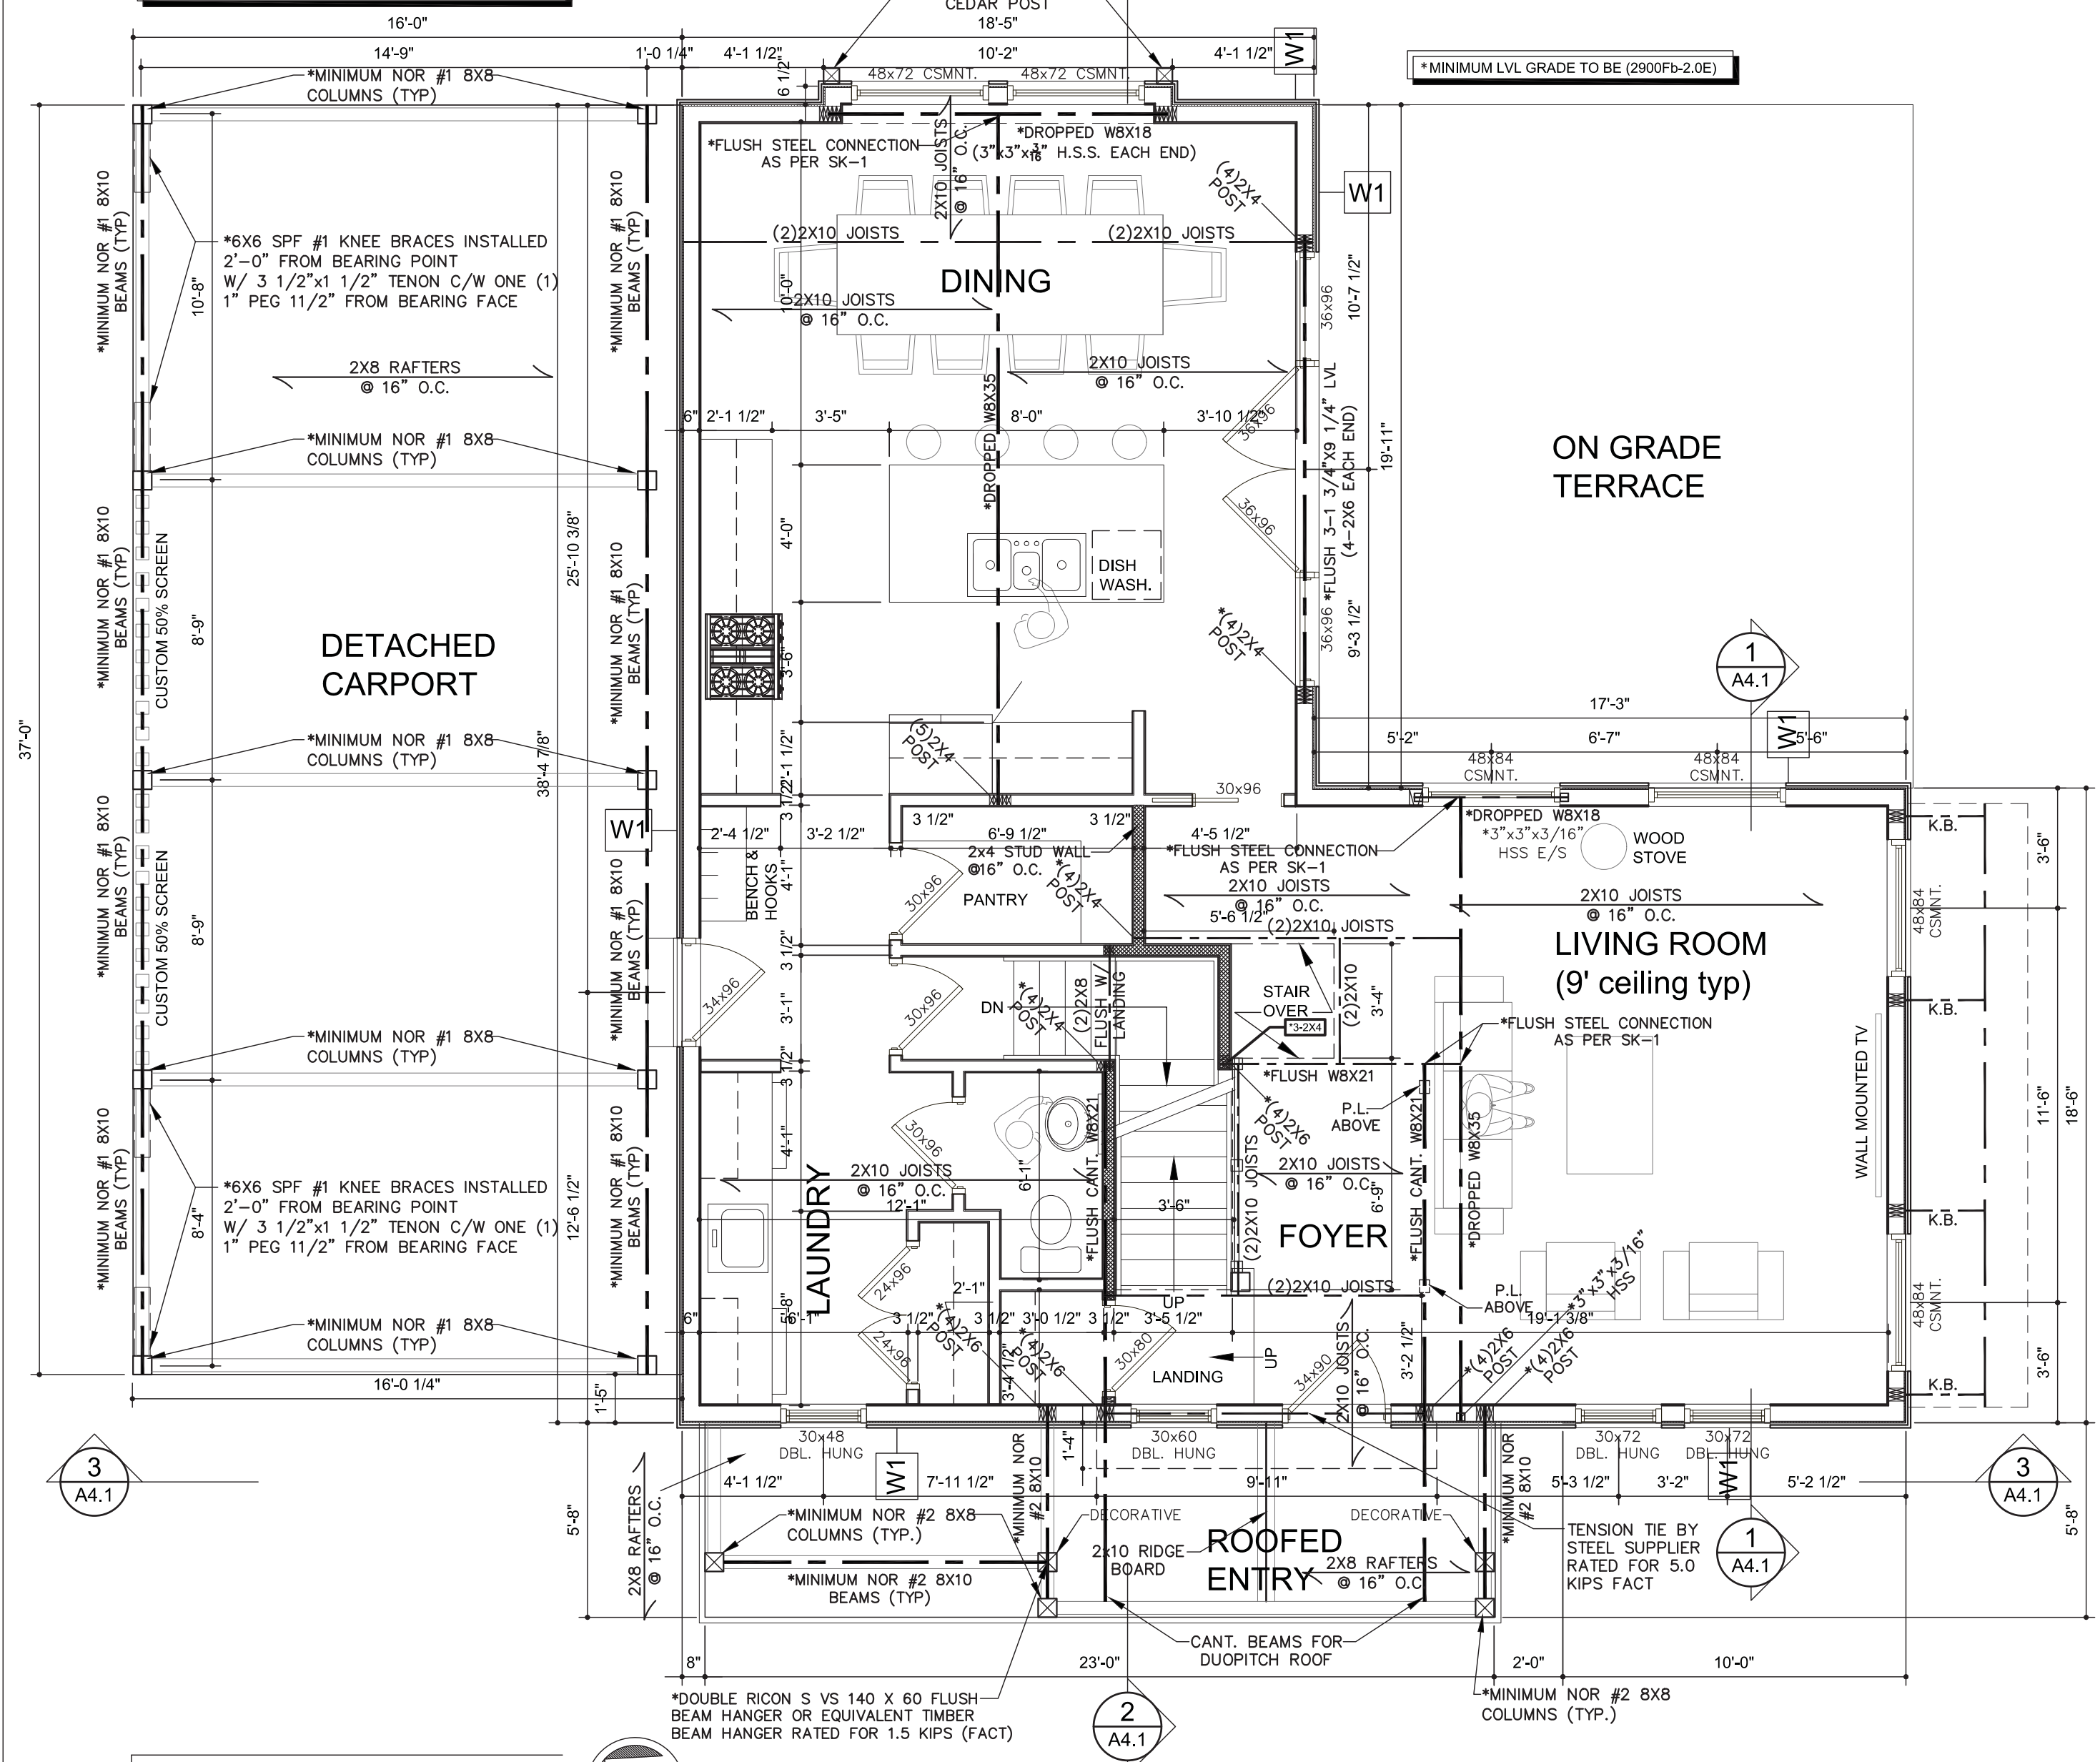 CEDAR POST
16'-0"
18'-5"
14'-9"
1'-0 1/4"
4'-1 1/2"
10'-2"
4'-1 1/2"
W1
*MINIMUM LVL GRADE TO BE (2900Fb-2.0E)
*MINIMUM NOR #1 8X8
COLUMNS (TYP)
6 1/2"
48x72 CSMNT.
48x72 CSMNT.
*FLUSH STEEL CONNECTION
AS PER SK-1
2X10 JOISTS
@ 16" O.C.
*DROPPED W8X18
(3"x3"x3/16" H.S.S. EACH END)
(4)2X4
POST
W1
*MINIMUM NOR #1 8X10
BEAMS (TYP)
*MINIMUM NOR #1 8X10
BEAMS (TYP)
10'-8"
*6X6 SPF #1 KNEE BRACES INSTALLED
2'-0" FROM BEARING POINT
W/ 3 1/2"x1 1/2" TENON C/W ONE (1)
1" PEG 11/2" FROM BEARING FACE
(2)2X10 JOISTS
(2)2X10 JOISTS
DINING
10'-0"
2X10 JOISTS
@ 16" O.C.
36x96
10'-7 1/2"
2X8 RAFTERS
@ 16" O.C.
2X10 JOISTS
@ 16" O.C.
*DROPPED W8X35
6"
2'-1 1/2"
3'-5"
8'-0"
3'-10 1/2"
36x96
*FLUSH 3-1 3/4"X9 1/4" LVL
(4-2X6 EACH END)
19'-11"
ON GRADE
TERRACE
*MINIMUM NOR #1 8X8
COLUMNS (TYP)
*MINIMUM NOR #1 8X10
BEAMS (TYP)
CUSTOM 50% SCREEN
8'-9"
25'-10 3/8"
*MINIMUM NOR #1 8X10
BEAMS (TYP)
4'-0"
36x96
DISH
WASH.
36x96
9'-3 1/2"
*(4)2X4
POST
DETACHED
CARPORT
3'-6"
1
A4.1
37'-0"
38'-4 7/8"
17'-3"
5'-2"
6'-7"
W1
5'-6"
*MINIMUM NOR #1 8X8
COLUMNS (TYP)
2'-1 1/2"
(5)2X4
POST
48x84
CSMNT.
48x84
CSMNT.
3 1/2"
30x96
W1
*MINIMUM NOR #1 8X10
BEAMS (TYP)
CUSTOM 50% SCREEN
8'-9"
*MINIMUM NOR #1 8X10
BEAMS (TYP)
2'-4 1/2"
3'-2 1/2"
3 1/2"
6'-9 1/2"
3 1/2"
4'-5 1/2"
*DROPPED W8X18
*3"x3"x3/16"
HSS E/S
WOOD
STOVE
K.B.
3'-6"
BENCH &
HOOKS
4'-1"
2x4 STUD WALL
@16" O.C.
PANTRY
*(4)2X4
POST
*FLUSH STEEL CONNECTION
AS PER SK-1
2X10 JOISTS
@ 16" O.C.
5'-6 1/2"
(2)2X10 JOISTS
2X10 JOISTS
@ 16" O.C.
48x84
CSMNT.
30x96
3 1/2"
34x96
3'-1"
30x96
DN
*(4)2X4
POST
(2)2X8
FLUSH W/
LANDING
STAIR
OVER
*3-2X4
(2)2X10
3'-4"
LIVING ROOM
(9' ceiling typ)
*FLUSH STEEL CONNECTION
AS PER SK-1
K.B.
*MINIMUM NOR #1 8X8
COLUMNS (TYP)
3 1/2"
*FLUSH W8X21
P.L.
ABOVE
*(4)2X6
POST
*MINIMUM NOR #1 8X10
BEAMS (TYP)
8'-4"
*6X6 SPF #1 KNEE BRACES INSTALLED
2'-0" FROM BEARING POINT
W/ 3 1/2"x1 1/2" TENON C/W ONE (1)
1" PEG 11/2" FROM BEARING FACE
12'-6 1/2"
*MINIMUM NOR #1 8X10
BEAMS (TYP)
4'-1"
LAUNDRY
30x96
2X10 JOISTS
@ 16" O.C.
12'-1"
6'-1"
*FLUSH CANT. W8X21
3'-6"
(2)2X10 JOISTS
2X10 JOISTS
@ 16" O.C.
6'-9"
FOYER
*FLUSH CANT. W8X21
*DROPPED W8X35
WALL MOUNTED TV
11'-6"
18'-6"
K.B.
(2)2X10 JOISTS
P.L.
ABOVE
*3"x3"x3/16"
HSS
48x84
CSMNT.
*MINIMUM NOR #1 8X8
COLUMNS (TYP)
6"
5'-8"
6'-1"
24x96
24x96
2'-1"
3 1/2"
3 1/2"
3'-0 1/2"
3 1/2"
3'-5 1/2"
UP
19'-1 3/8"
*(4)2X6
POST
*(4)2X6
POST
3'-4 1/2"
30x80
LANDING
UP
34x90
2X10 JOISTS
@ 16" O.C.
3'-2 1/2"
*(4)2X6
POST
*(4)2X6
POST
K.B.
3'-6"
16'-0 1/4"
1'-5"
3
A4.1
30x48
DBL. HUNG
W1
30x60
DBL. HUNG
30x72
DBL. HUNG
30x72
DBL. HUNG
W1
3
A4.1
4'-1 1/2"
7'-11 1/2"
1'-4"
9'-11"
5'-3 1/2"
3'-2"
5'-2 1/2"
5'-8"
2X8 RAFTERS
@ 16" O.C.
*MINIMUM NOR #2 8X8
COLUMNS (TYP.)
*MINIMUM NOR
#2 8X10
DECORATIVE
DECORATIVE
*MINIMUM NOR
#2 8X10
TENSION TIE BY
STEEL SUPPLIER
RATED FOR 5.0
KIPS FACT
1
A4.1
5'-8"
*MINIMUM NOR #2 8X10
BEAMS (TYP)
2x10 RIDGE
BOARD
ROOFED
ENTRY
2X8 RAFTERS
@ 16" O.C
CANT. BEAMS FOR
DUOPITCH ROOF
8"
23'-0"
2'-0"
10'-0"
*DOUBLE RICON S VS 140 X 60 FLUSH
BEAM HANGER OR EQUIVALENT TIMBER
BEAM HANGER RATED FOR 1.5 KIPS (FACT)
2
A4.1
*MINIMUM NOR #2 8X8
COLUMNS (TYP.)